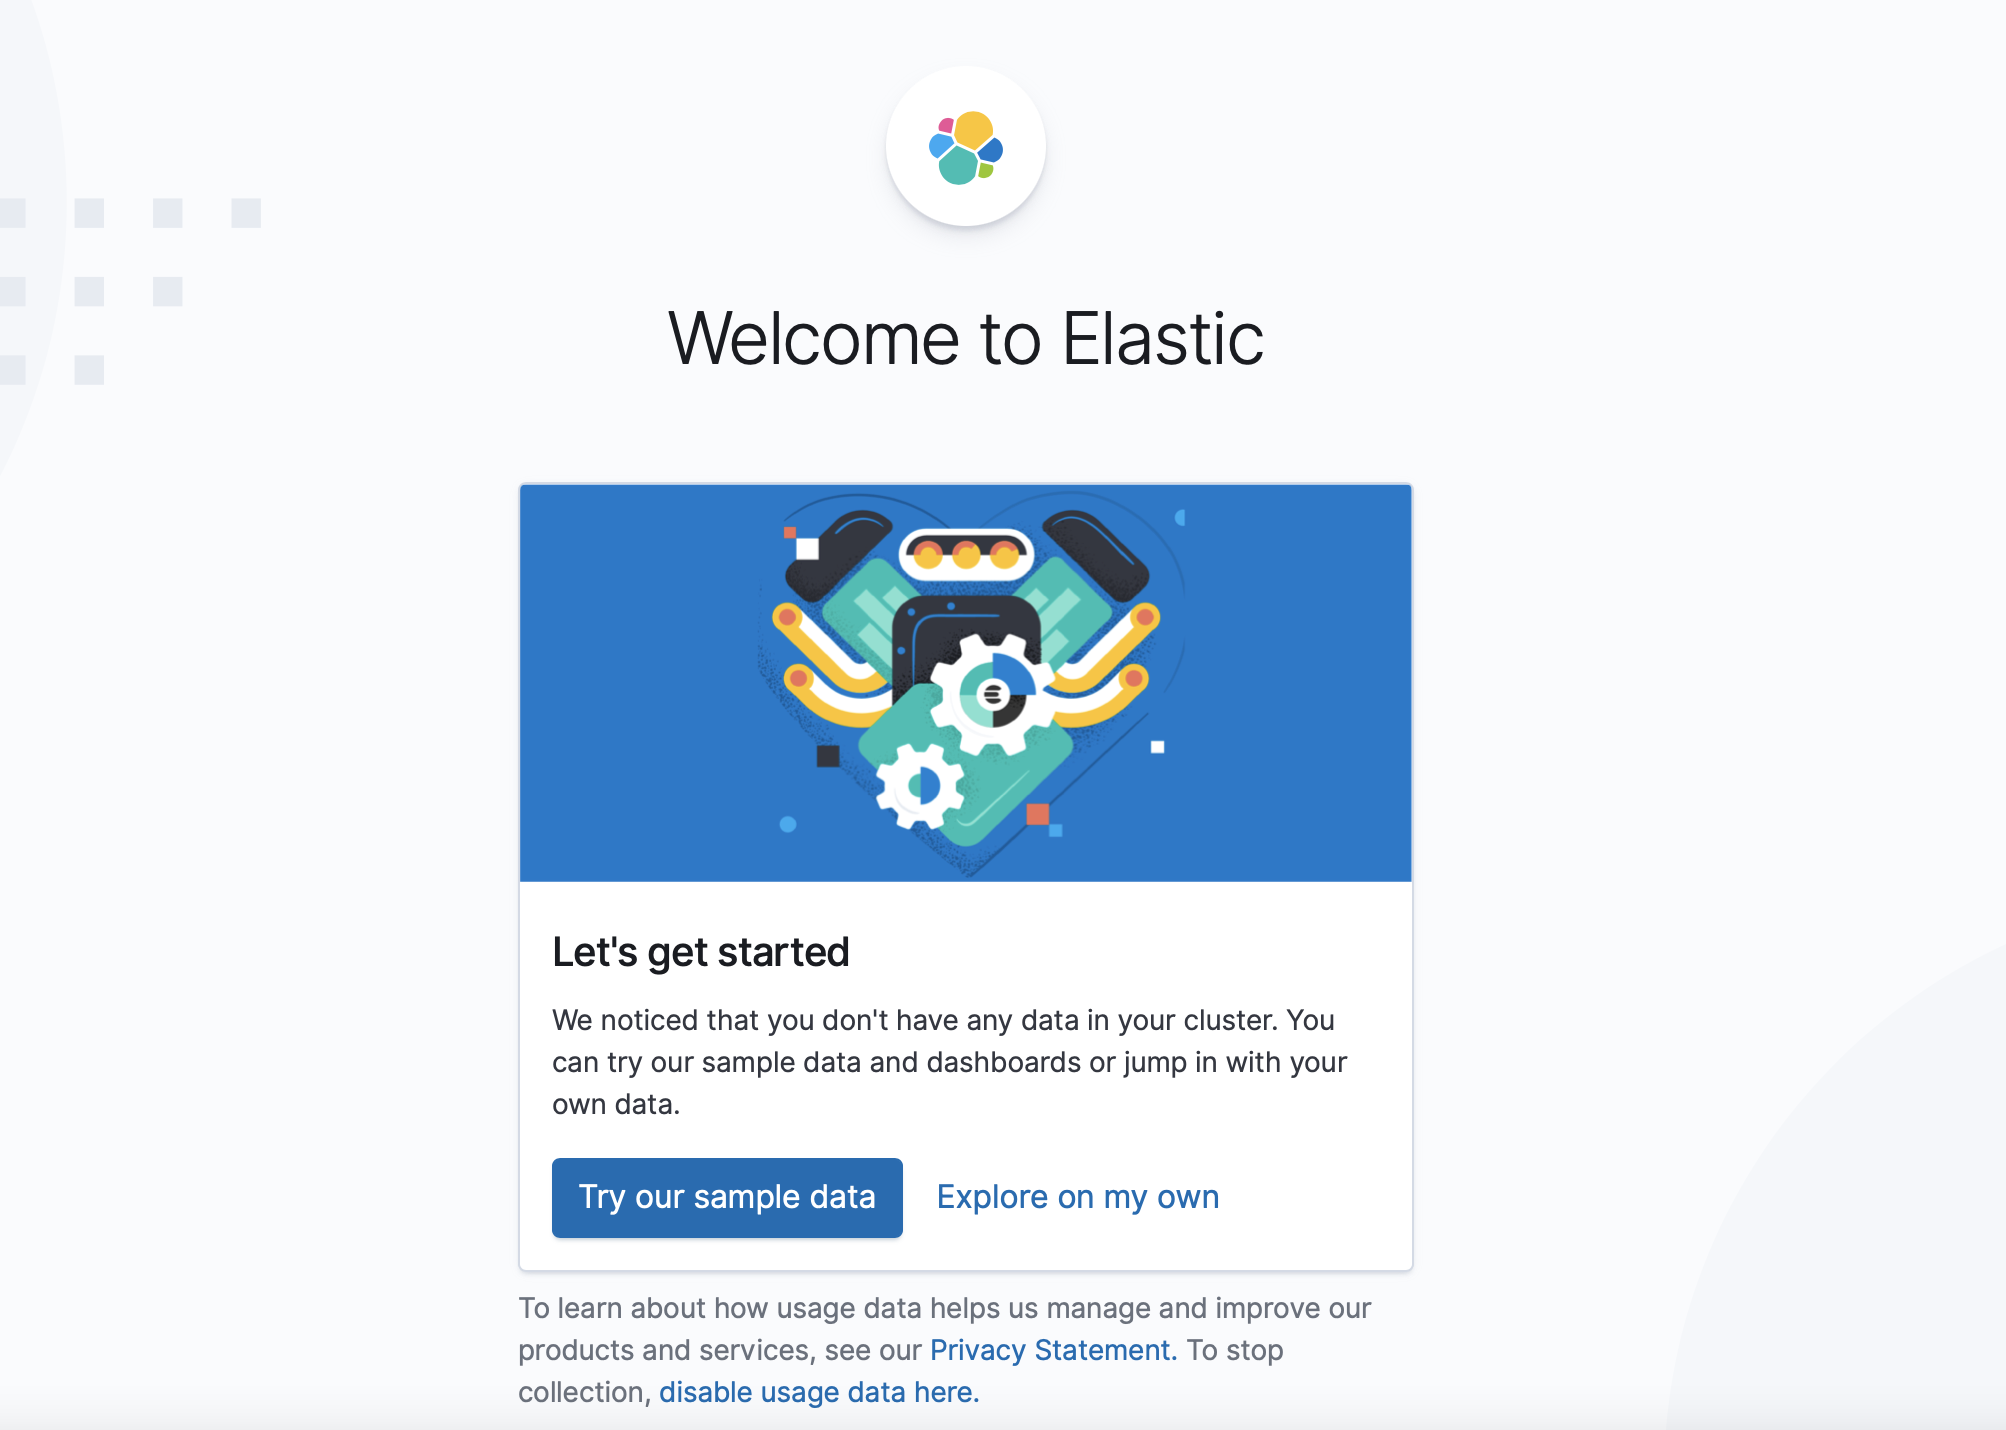 Welcome to Elastic
Let's get started
We noticed that you don't have any data in your cluster. You
can try our sample data and dashboards or jump in with your
own data.
Try our sample data
Explore on my own
To learn about how usage data helps us manage and improve our
products and services, see our Privacy Statement. To stop
collection, disable usage data here.